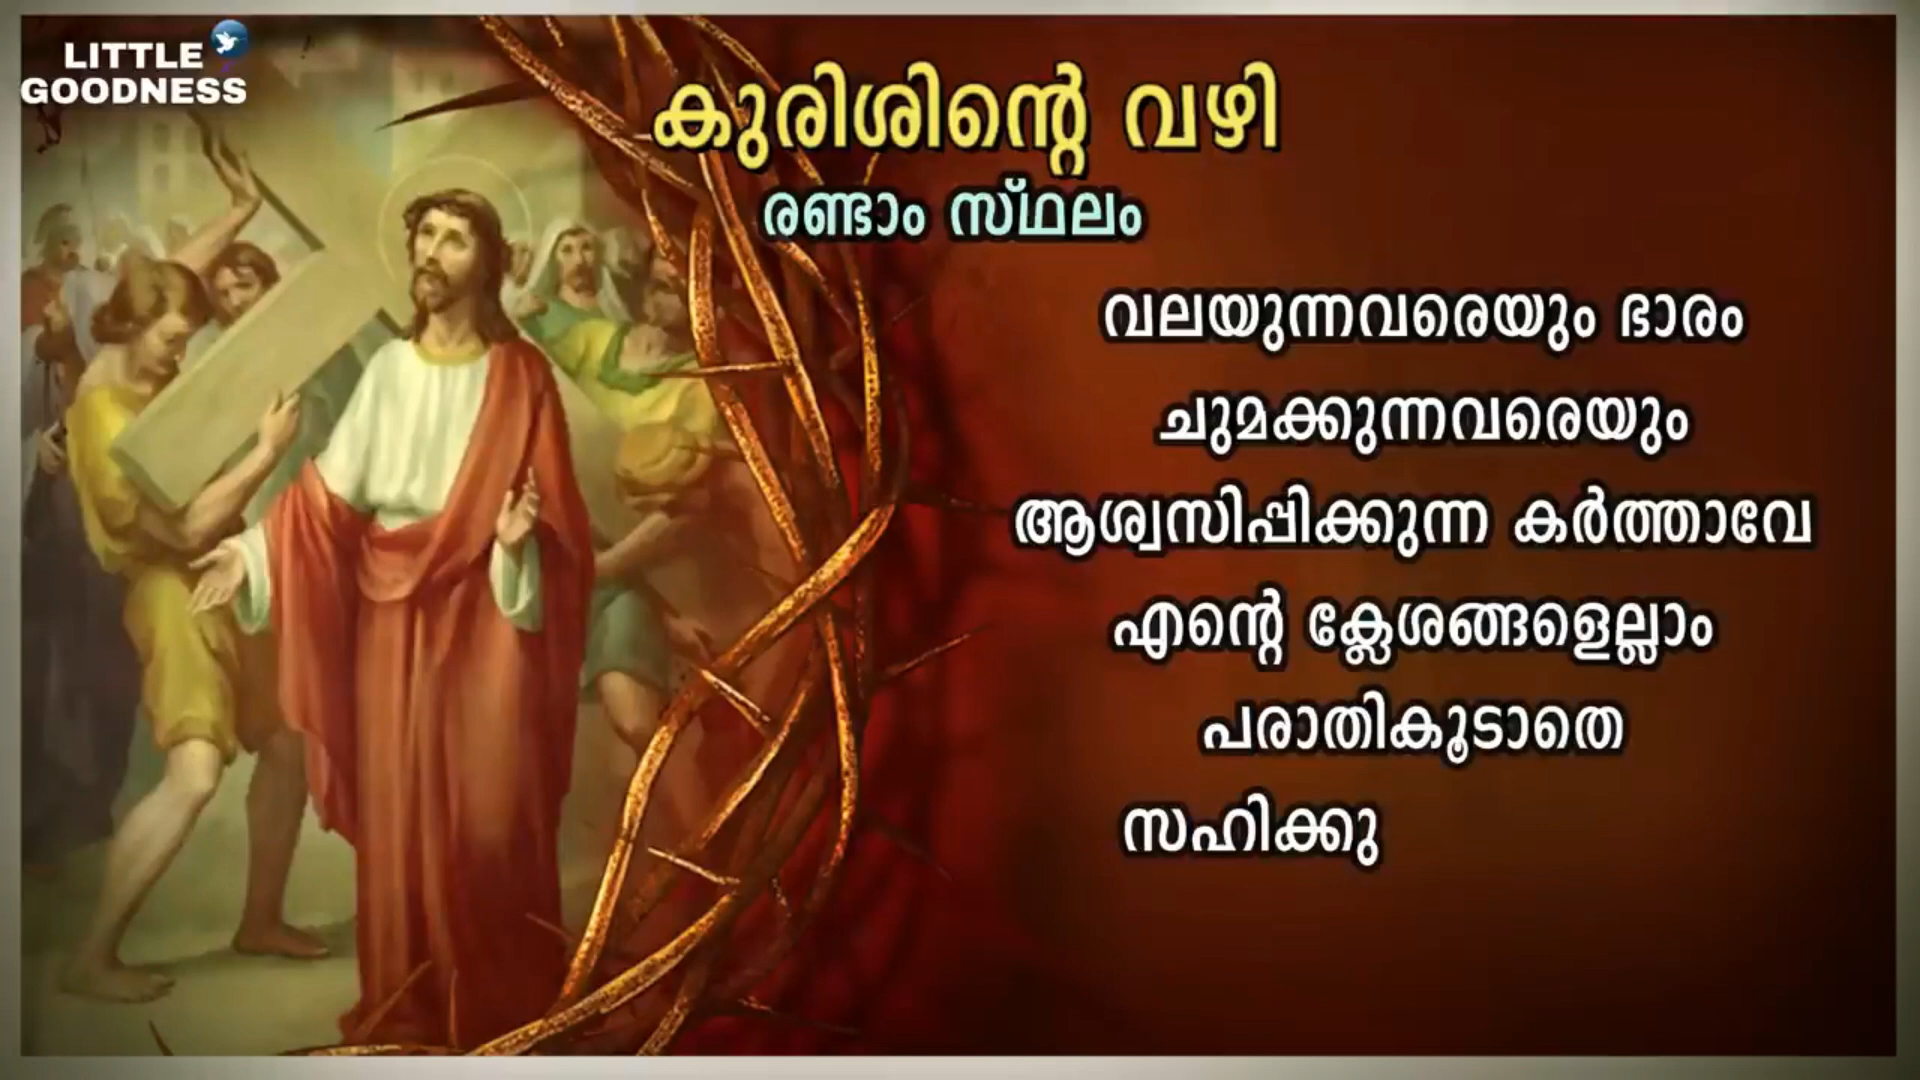 LITTLE
GOODNESS
കുരിശിന്റെ വഴി
രണ്ടാം സ്ഥലം
വലയുന്നവരെയും ഭാരം
ചുമക്കുന്നവരെയും
ആശ്വസിപ്പിക്കുന്ന കർത്താവേ
എന്റെ ക്ലേശങ്ങളെല്ലാം
പരാതികൂടാതെ
സഹിക്കു